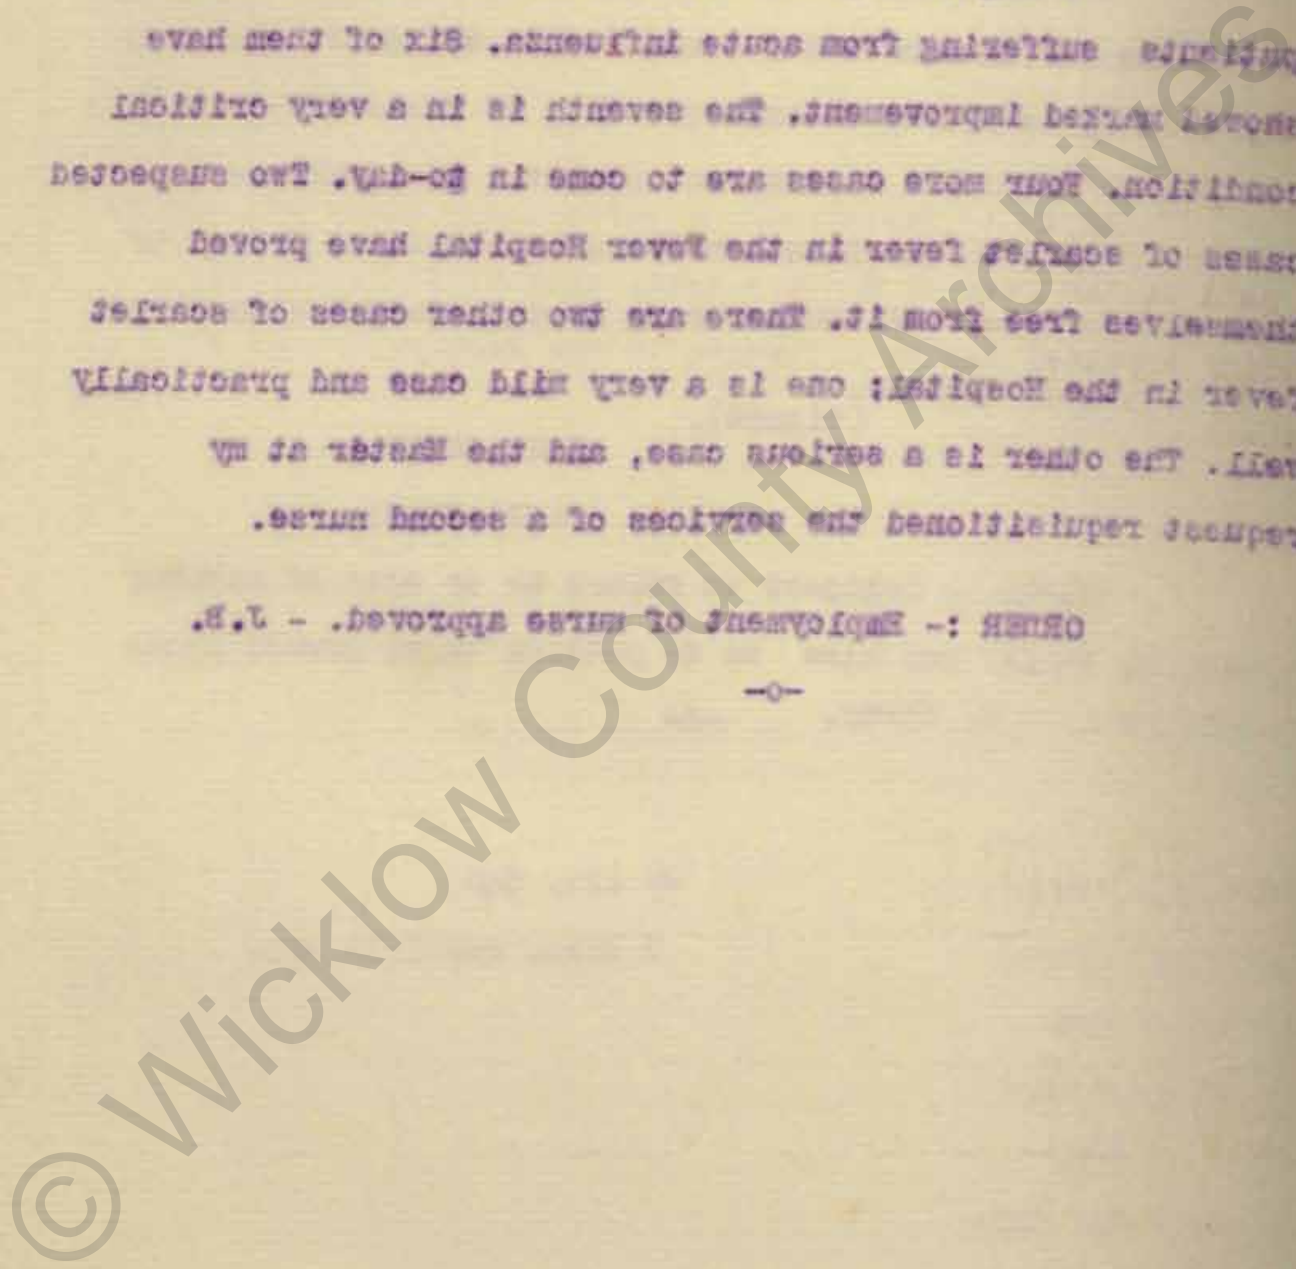 patients suffering from acute influenza. Six of them have
showed marked improvement. The seventh is in a very critical
condition. Four more cases are to come in to-day. Two suspected
cases of scarlet fever in the Fever Hospital have proved
themselves free from it. There are two other cases of scarlet
fever in the Hospital; one is a very mild case and practically
well. The other is a serious case, and the Master at my
request requisitioned the services of a second nurse.
ORDER :- Employment of nurse approved. - J.B.
--o--
© Wicklow County Archives